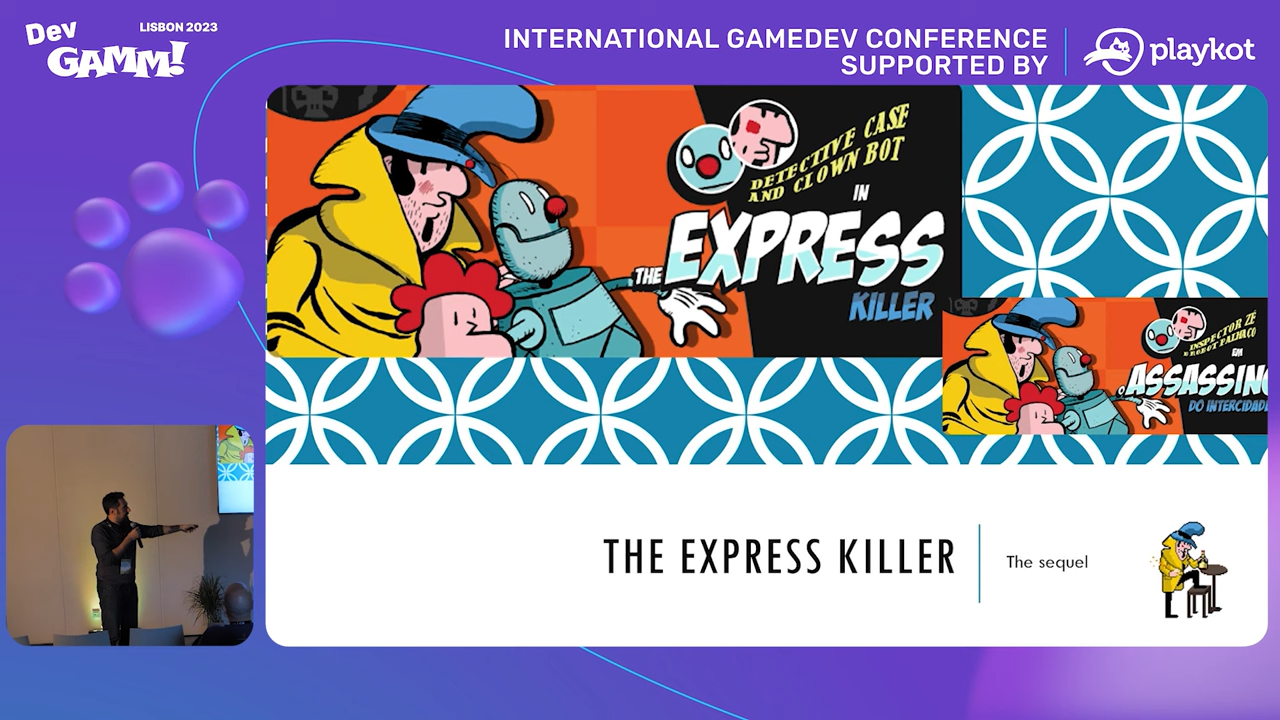 Dev
GAMM!
LISBON 2023
INTERNATIONAL GAMEDEV CONFERENCE
SUPPORTED BY
playkot
DETECTIVE CASE
AND CLOWN BOT
IN
THE EXPRESS
KILLER
INSPECTOR ZÉ
E ROBOT PALHAÇO
EM
O ASSASSINO
DO INTERCIDADE
THE EXPRESS KILLER
The sequel